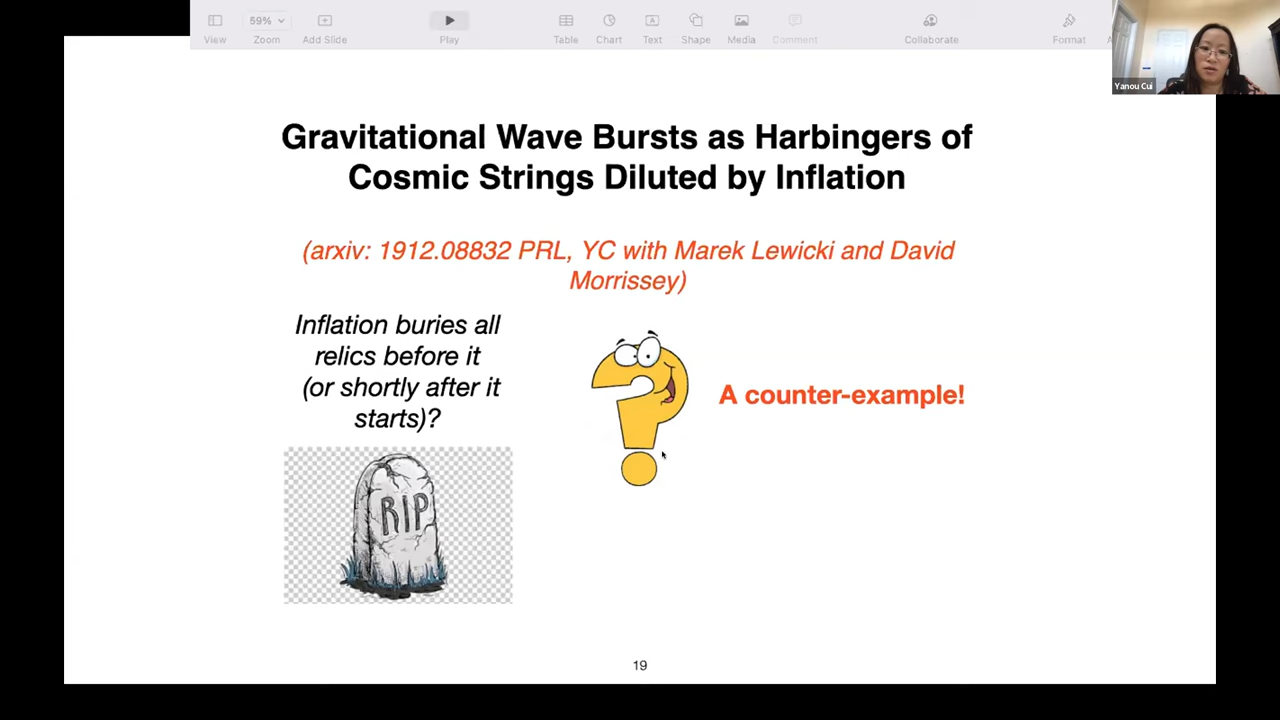 View
59%
Zoom
Add Slide
Play
Table
Chart
Text
Shape
Media
Comment
Collaborate
Format
Yanou Cui
Gravitational Wave Bursts as Harbingers of
Cosmic Strings Diluted by Inflation
(arxiv: 1912.08832 PRL, YC with Marek Lewicki and David
Morrissey)
Inflation buries all
relics before it
(or shortly after it
starts)?
A counter-example!
RIP
19